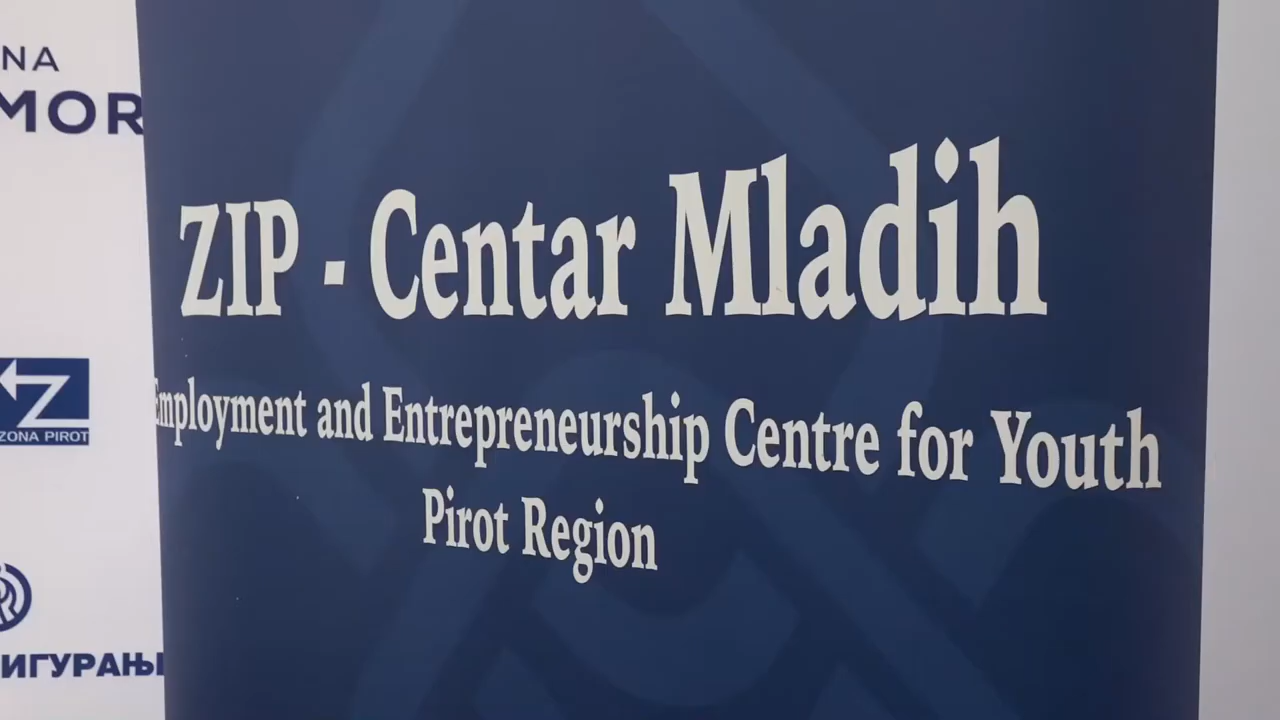 NA
MOR
ZIP - Centar Mladih
Employment and Entrepreneurship Centre for Youth
Pirot Region
Z
ZONA PIROT
ИГУРАЊ